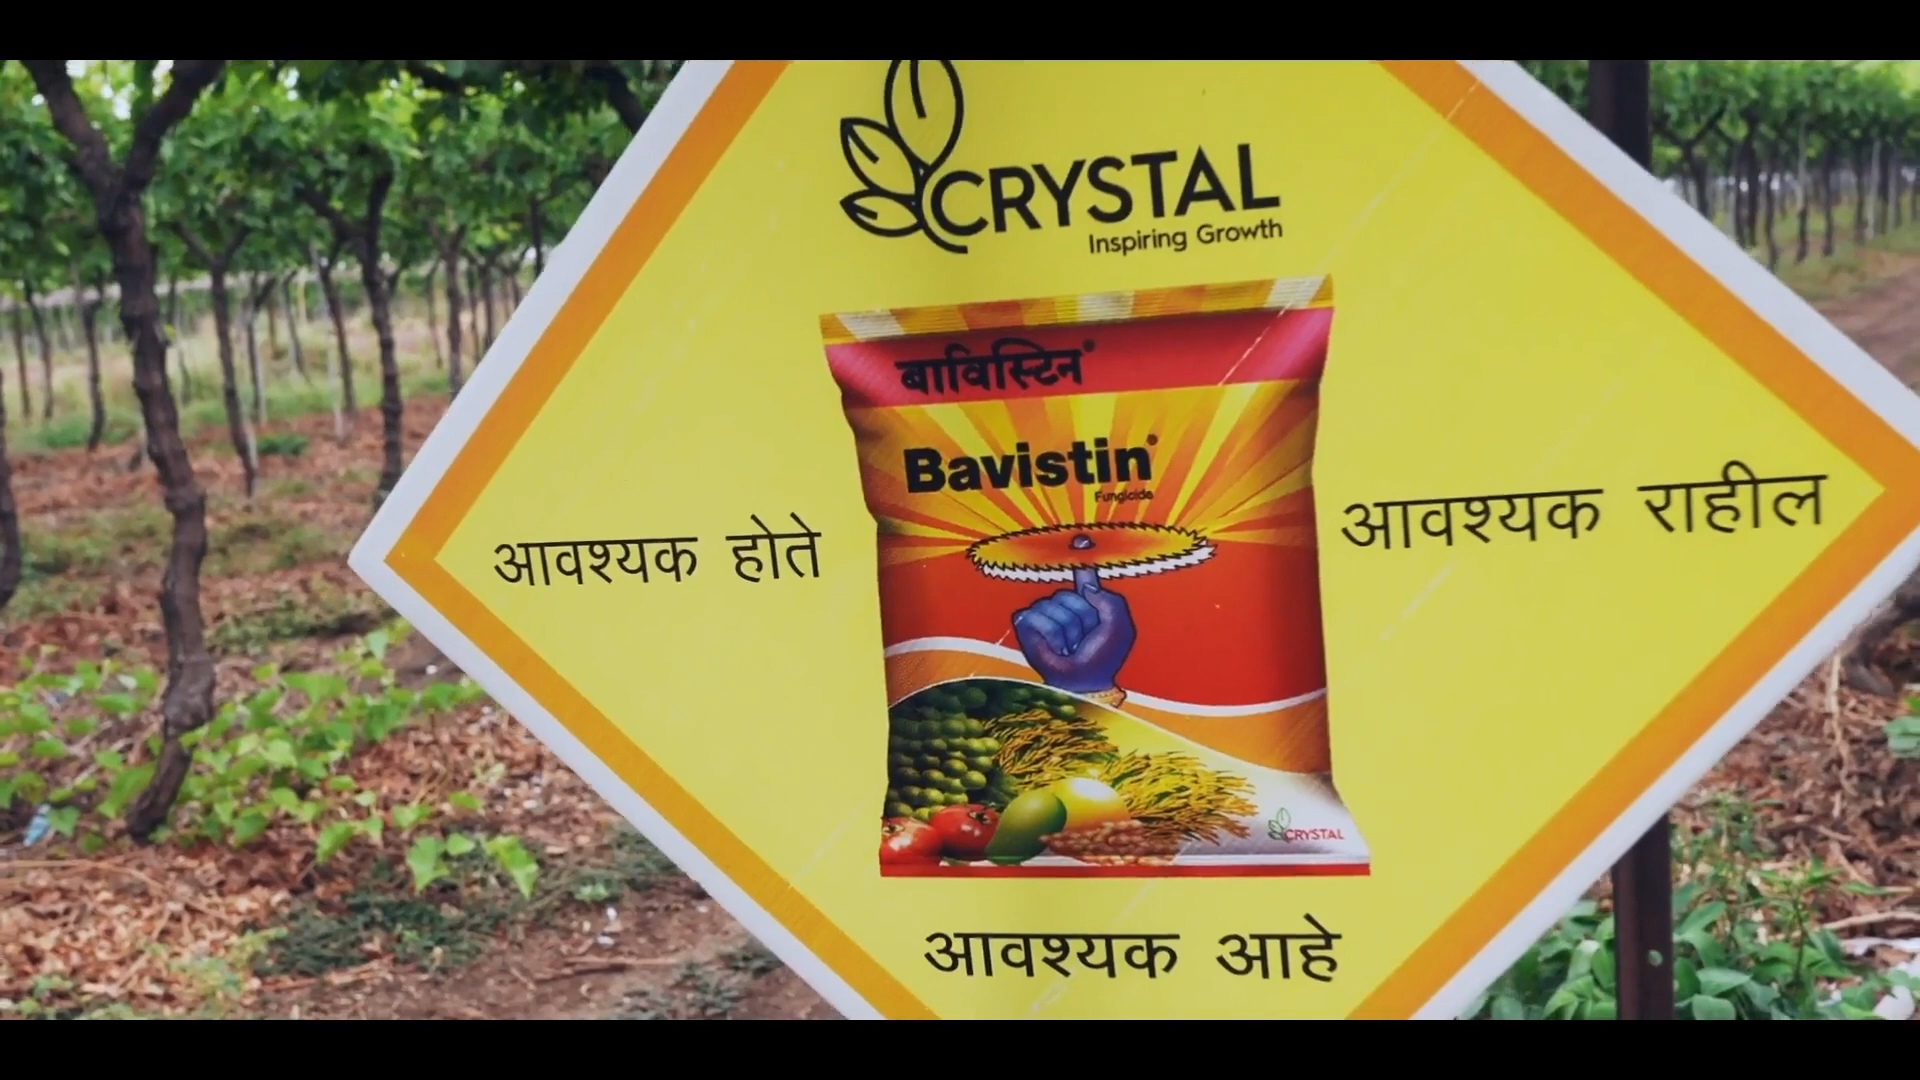 CRYSTAL
Inspiring Growth
बाविस्टिन
Bavistin
Fungicide
आवश्यक होते
आवश्यक राहील
CRYSTAL
आवश्यक आहे